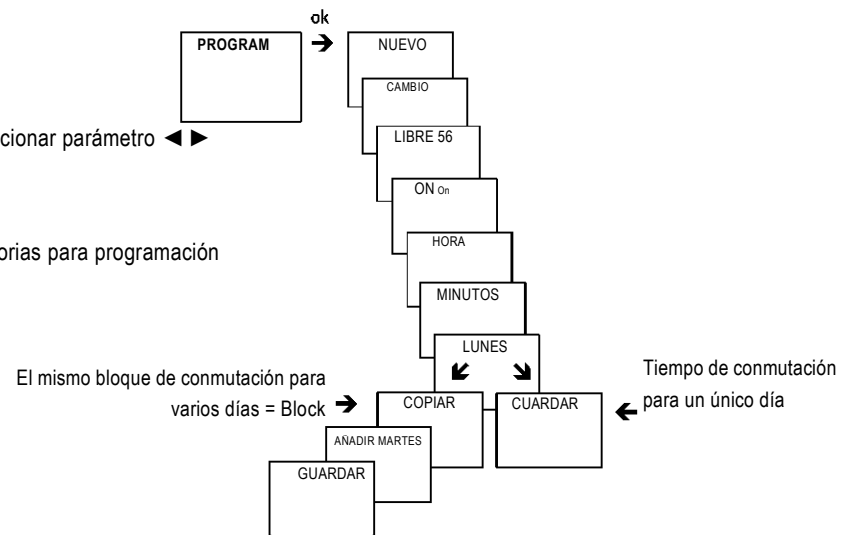 ok
PROGRAM
NUEVO
CAMBIO
cionar parámetro
LIBRE 56
ON On
orias para programación
HORA
MINUTOS
LUNES
El mismo bloque de conmutación para
varios días = Block
COPIAR
CUARDAR
Tiempo de conmutación
para un único día
AÑADIR MARTES
GUARDAR